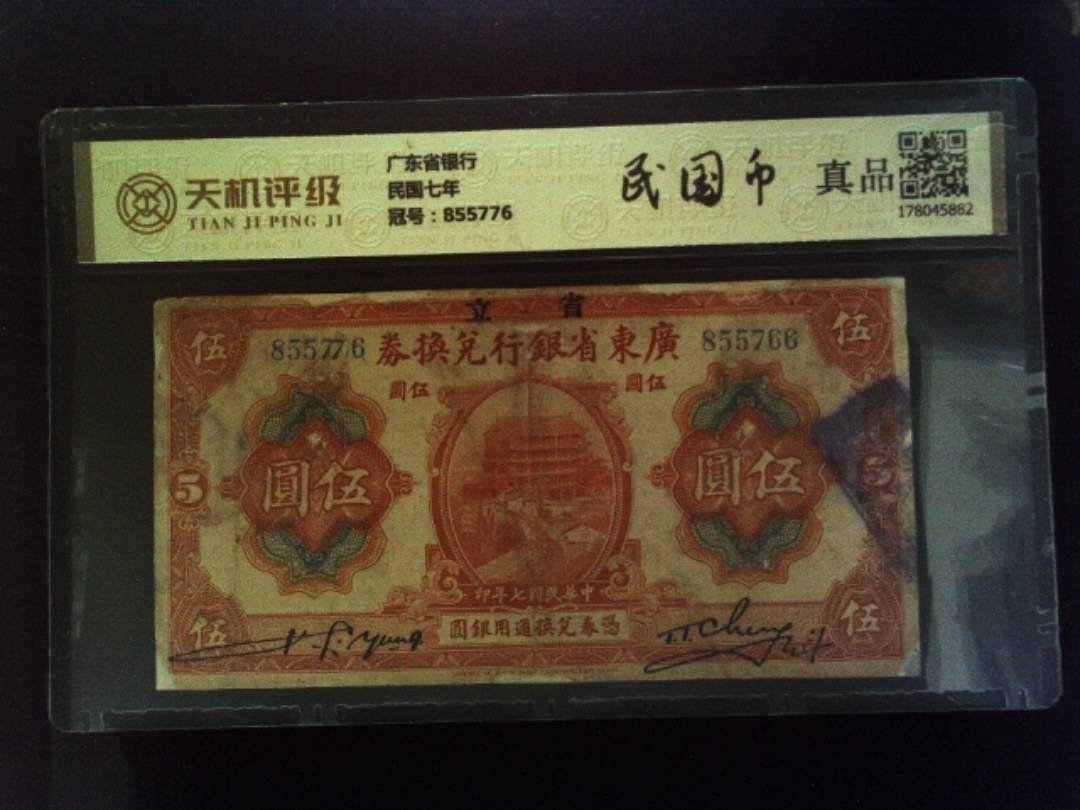 天机评级
TIAN JI PING JI
广东省银行
民国七年
冠号：855776
民国币
真品
178045882
省立
伍
伍
855776
廣東省銀行兌換券
855766
伍圓
伍圓
伍圓
伍圓
5
5
中華民國七年印
憑券兌換通用銀圓
伍
伍